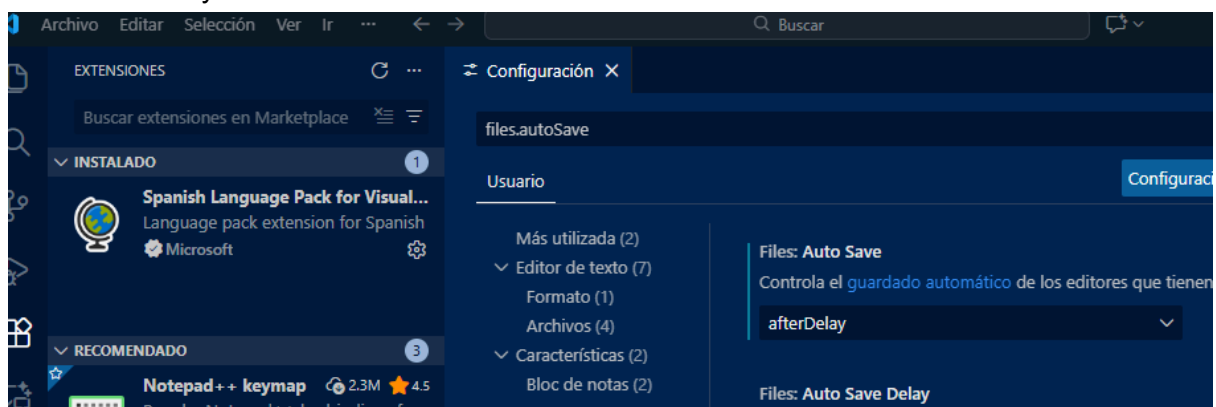 Archivo Editar Selección Ver Ir ··· Buscar
EXTENSIONES
Buscar extensiones en Marketplace
INSTALADO 1
Spanish Language Pack for Visual...
Language pack extension for Spanish
Microsoft
RECOMENDADO 3
Notepad++ keymap 2.3M 4.5
Configuración
files.autoSave
Usuario
Configuraci
Más utilizada (2)
Editor de texto (7)
Formato (1)
Archivos (4)
Características (2)
Bloc de notas (2)
Files: Auto Save
Controla el guardado automático de los editores que tienen
afterDelay
Files: Auto Save Delay